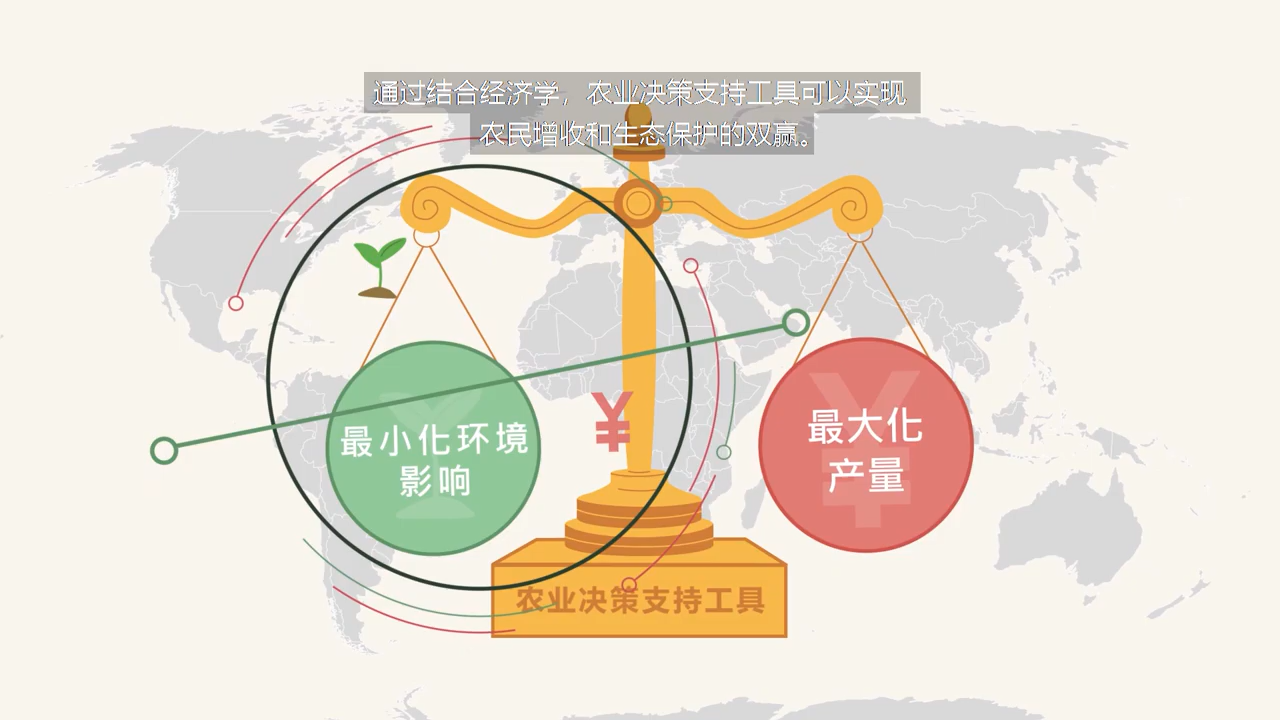 通过结合经济学，农业决策支持工具可以实现
农民增收和生态保护的双赢。
最小化环境
影响
¥
最大化
产量
农业决策支持工具